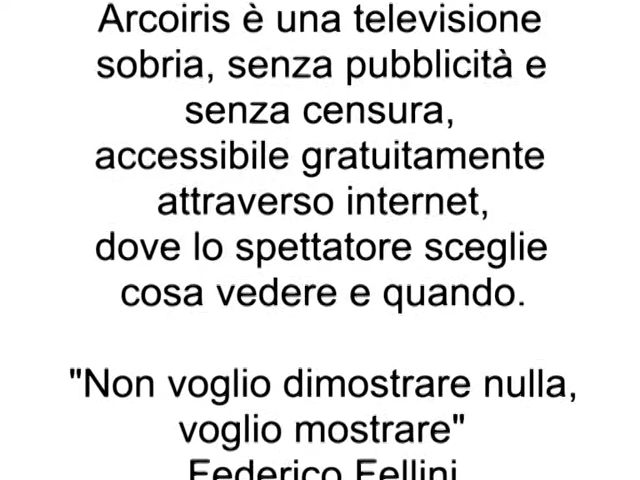 Arcoiris è una televisione
sobria, senza pubblicità e
senza censura,
accessibile gratuitamente
attraverso internet,
dove lo spettatore sceglie
cosa vedere e quando.
"Non voglio dimostrare nulla,
voglio mostrare"
Federico Fellini